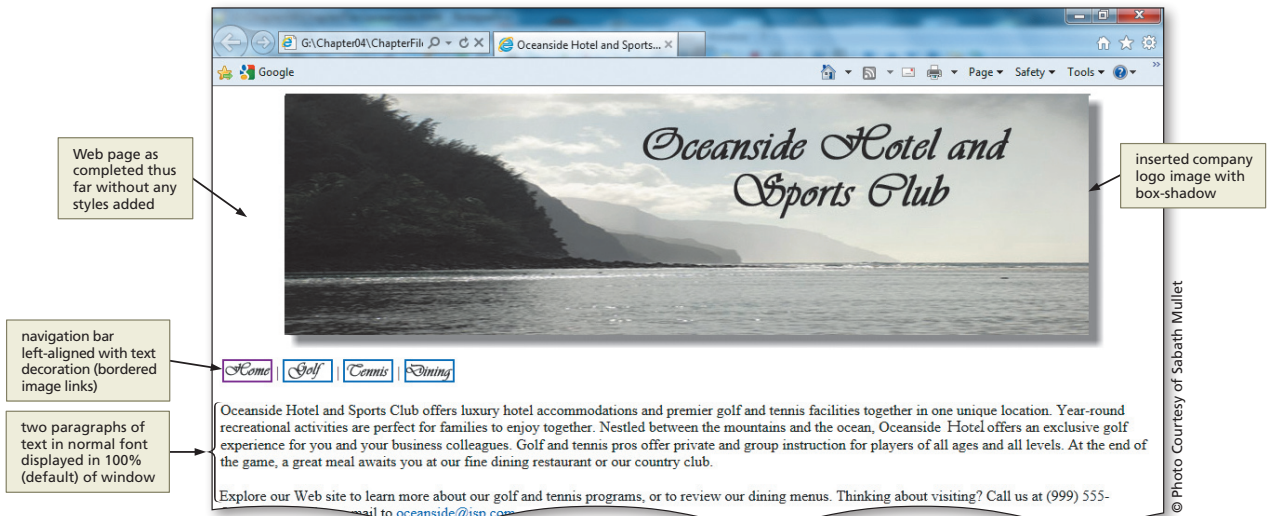 G:\Chapter04\ChapterFil
Oceanside Hotel and Sports...
Google
Page
Safety
Tools
»
Oceanside Hotel and
Sports Club
Web page as
completed thus
far without any
styles added
inserted company
logo image with
box-shadow
navigation bar
left-aligned with text
decoration (bordered
image links)
Home | Golf | Tennis | Dining
two paragraphs of
text in normal font
displayed in 100%
(default) of window
Oceanside Hotel and Sports Club offers luxury hotel accommodations and premier golf and tennis facilities together in one unique location. Year-round
recreational activities are perfect for families to enjoy together. Nestled between the mountains and the ocean, Oceanside Hotel offers an exclusive golf
experience for you and your business colleagues. Golf and tennis pros offer private and group instruction for players of all ages and all levels. At the end of
the game, a great meal awaits you at our fine dining restaurant or our country club.
Explore our Web site to learn more about our golf and tennis programs, or to review our dining menus. Thinking about visiting? Call us at (999) 555-
mail to oceanside@isp.com
© Photo Courtesy of Sabath Mullet